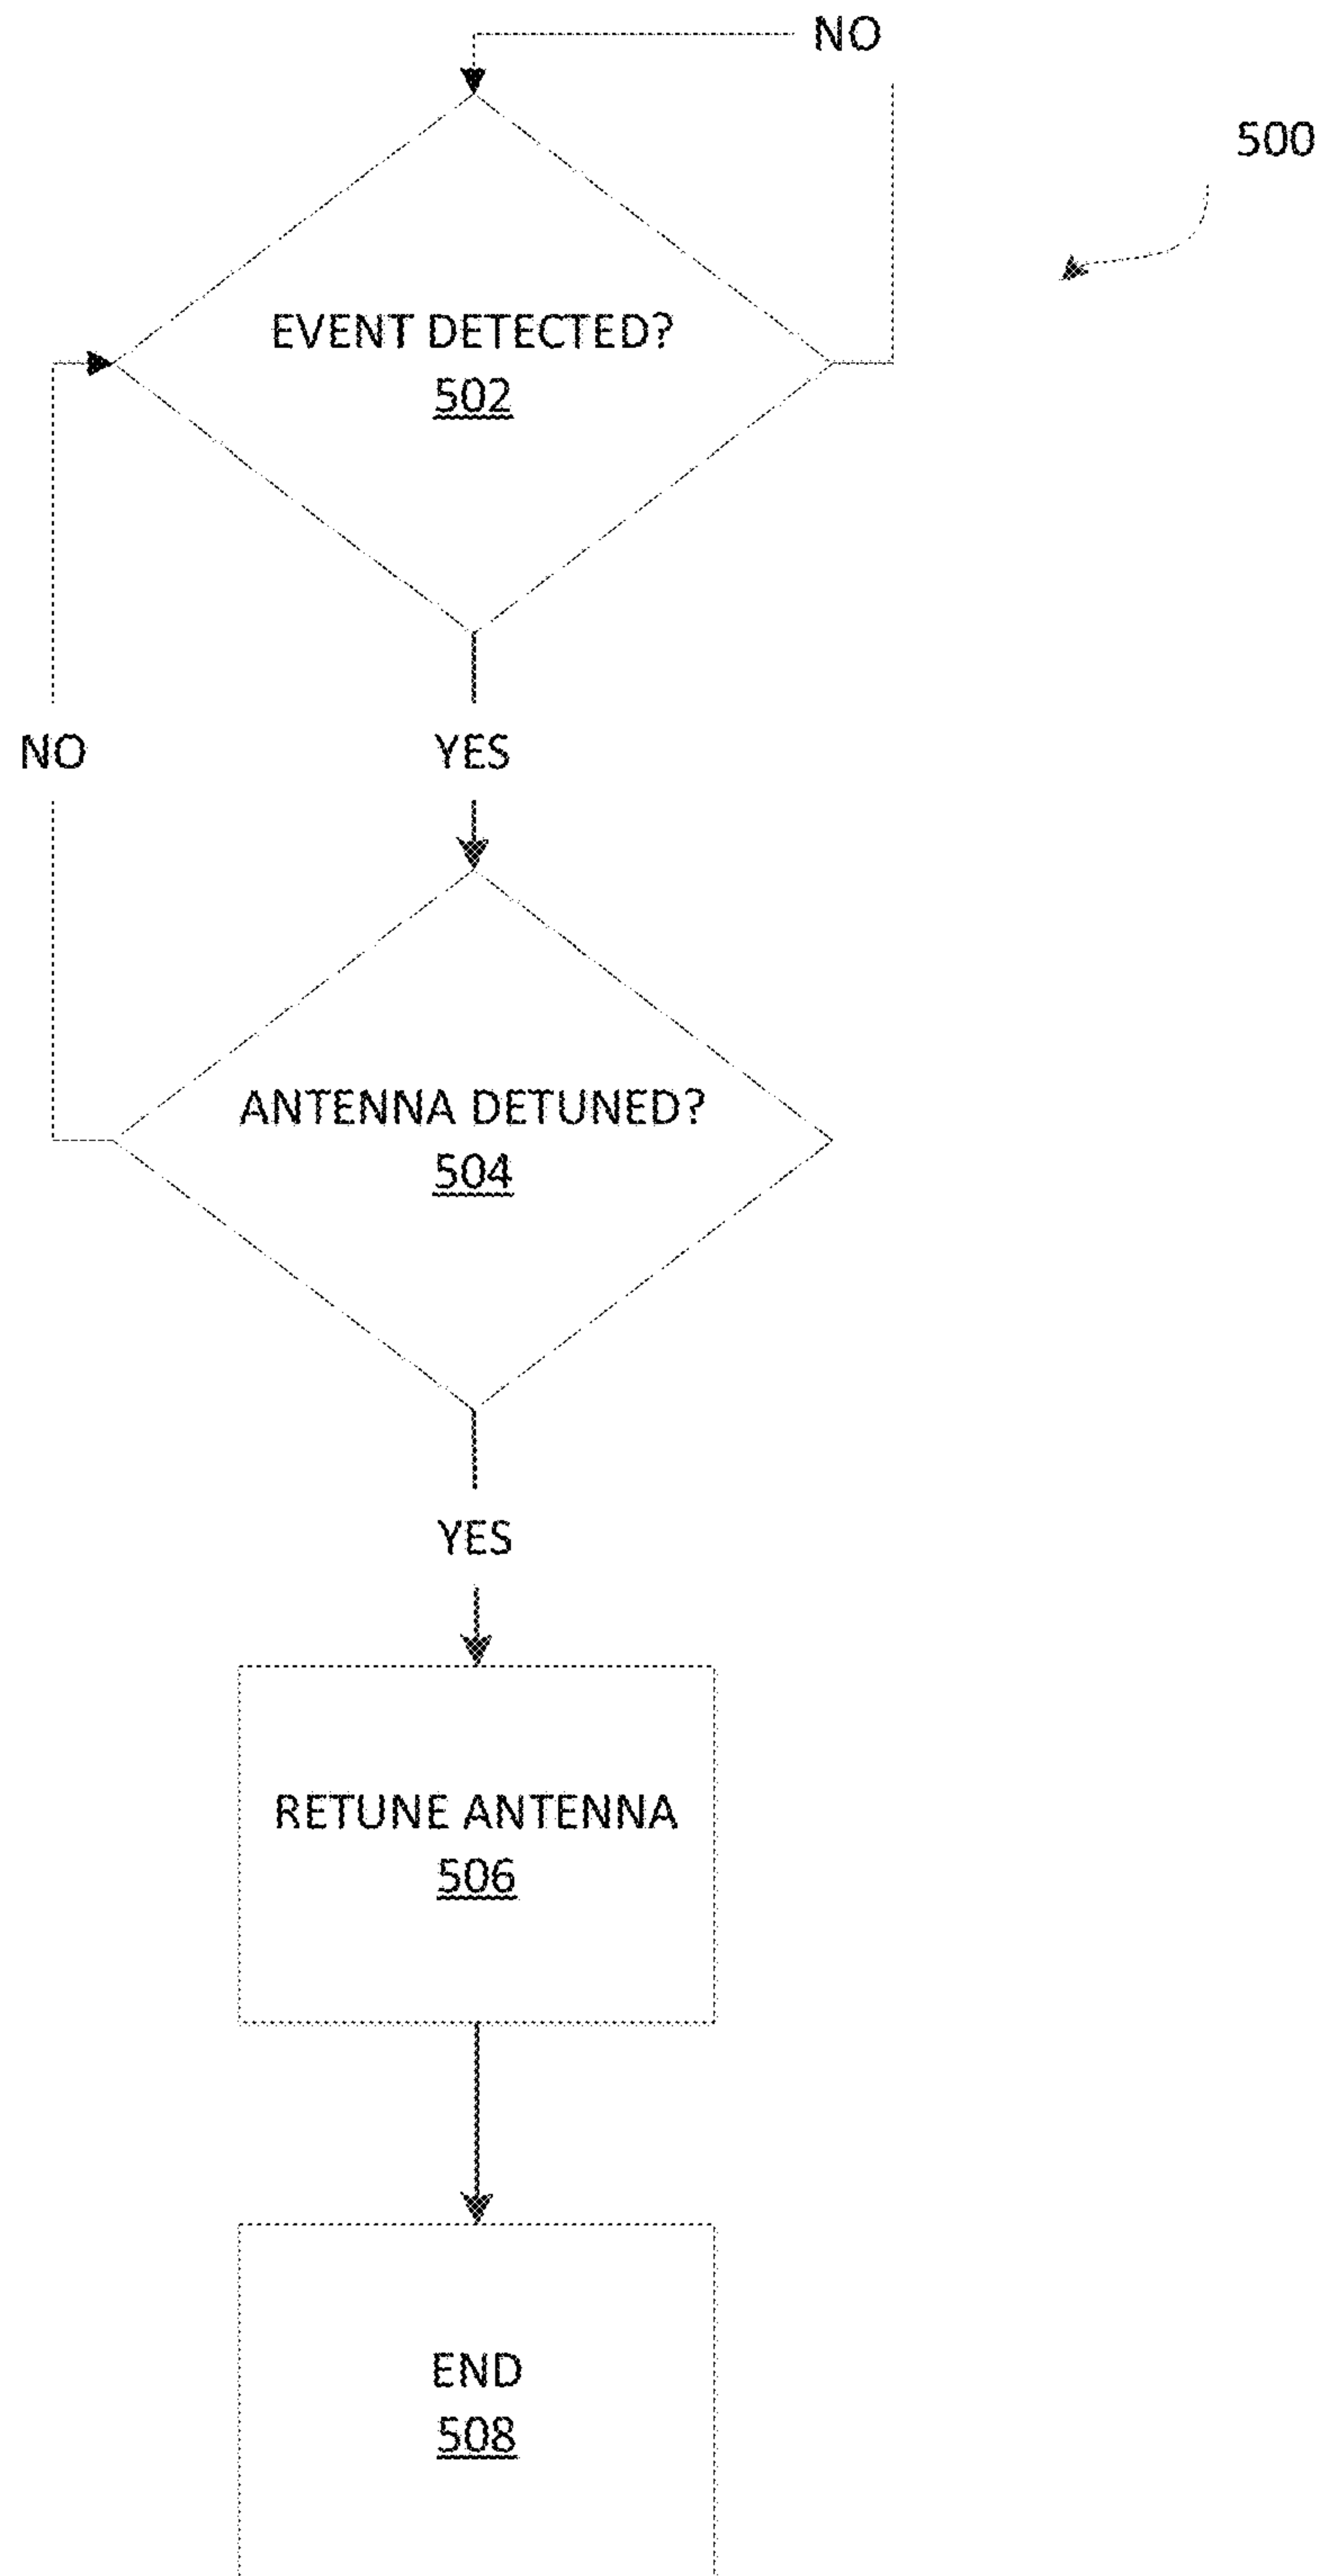 NO
500
EVENT DETECTED?
502
NO
YES
ANTENNA DETUNED?
504
YES
RETUNE ANTENNA
506
END
508